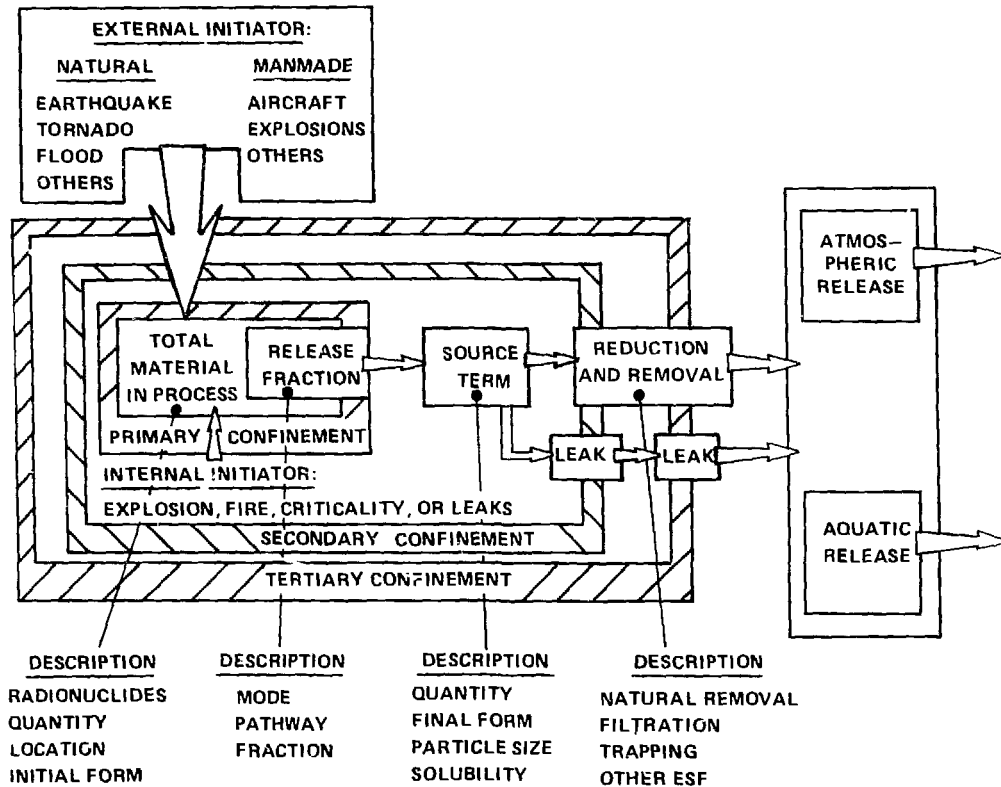 EXTERNAL INITIATOR:
NATURAL
EARTHQUAKE
TORNADO
FLOOD
OTHERS
MANMADE
AIRCRAFT
EXPLOSIONS
OTHERS
TOTAL
MATERIAL
IN PROCESS
RELEASE
FRACTION
SOURCE
TERM
REDUCTION
AND REMOVAL
ATMOS-
PHERIC
RELEASE
PRIMARY CONFINEMENT
LEAK
LEAK
INTERNAL INITIATOR:
EXPLOSION, FIRE, CRITICALITY, OR LEAKS
SECONDARY CONFINEMENT
TERTIARY CONFINEMENT
AQUATIC
RELEASE
DESCRIPTION
RADIONUCLIDES
QUANTITY
LOCATION
INITIAL FORM
DESCRIPTION
MODE
PATHWAY
FRACTION
DESCRIPTION
QUANTITY
FINAL FORM
PARTICLE SIZE
SOLUBILITY
DESCRIPTION
NATURAL REMOVAL
FILTRATION
TRAPPING
OTHER ESF